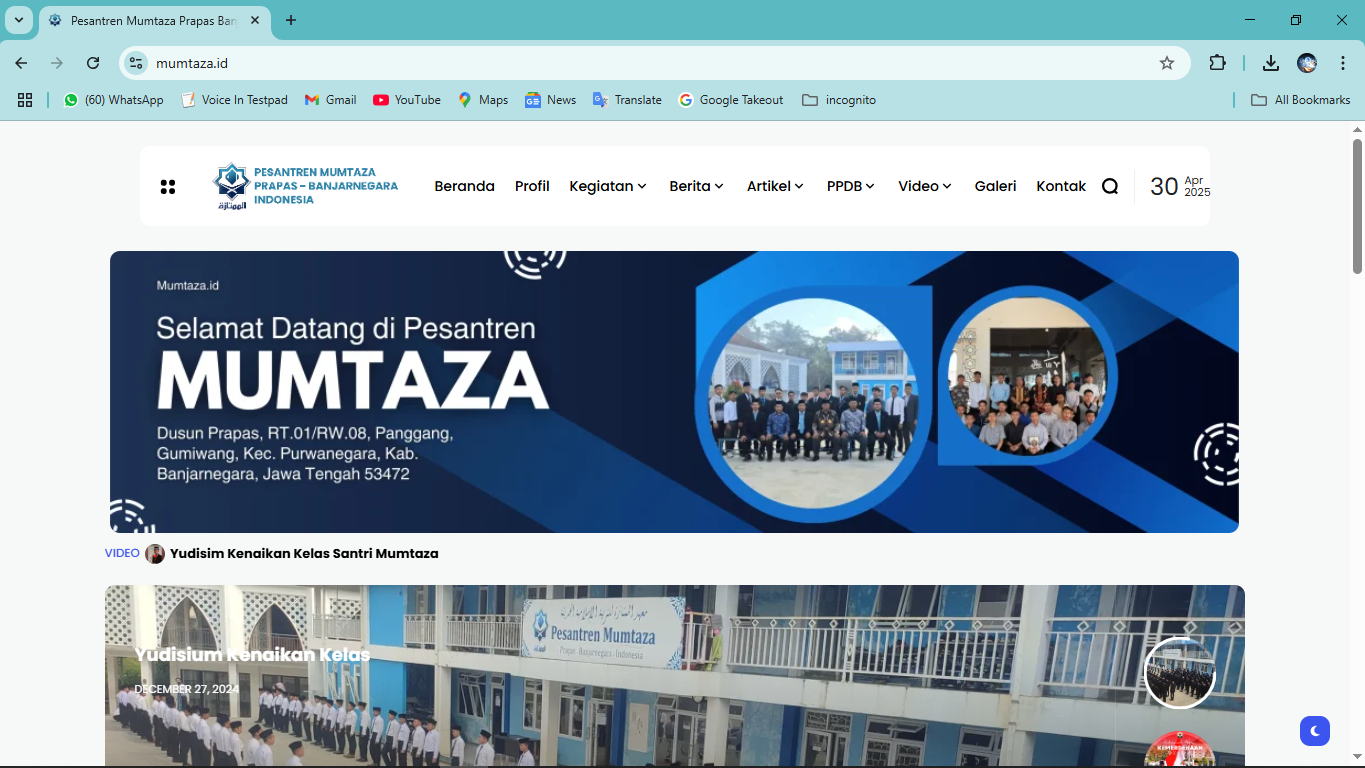 Pesantren Mumtaza Prapas Ban
mumtaza.id
(60) WhatsApp
Voice In Testpad
Gmail
YouTube
Maps
News
Translate
Google Takeout
incognito
All Bookmarks
PESANTREN MUMTAZA
PRAPAS - BANJARNEGARA
INDONESIA
Beranda
Profil
Kegiatan
Berita
Artikel
PPDB
Video
Galeri
Kontak
30 Apr
2025
Mumtaza.id
Selamat Datang di Pesantren
MUMTAZA
Dusun Prapas, RT.01/RW.08, Panggang,
Gumiwang, Kec. Purwanegara, Kab.
Banjarnegara, Jawa Tengah 53472
VIDEO Yudisim Kenaikan Kelas Santri Mumtaza
Pesantren Mumtaza
Prapas - Banjarnegara - Indonesia
Yudisium Kenaikan Kelas
DECEMBER 27, 2024
KEMERDEKAAN